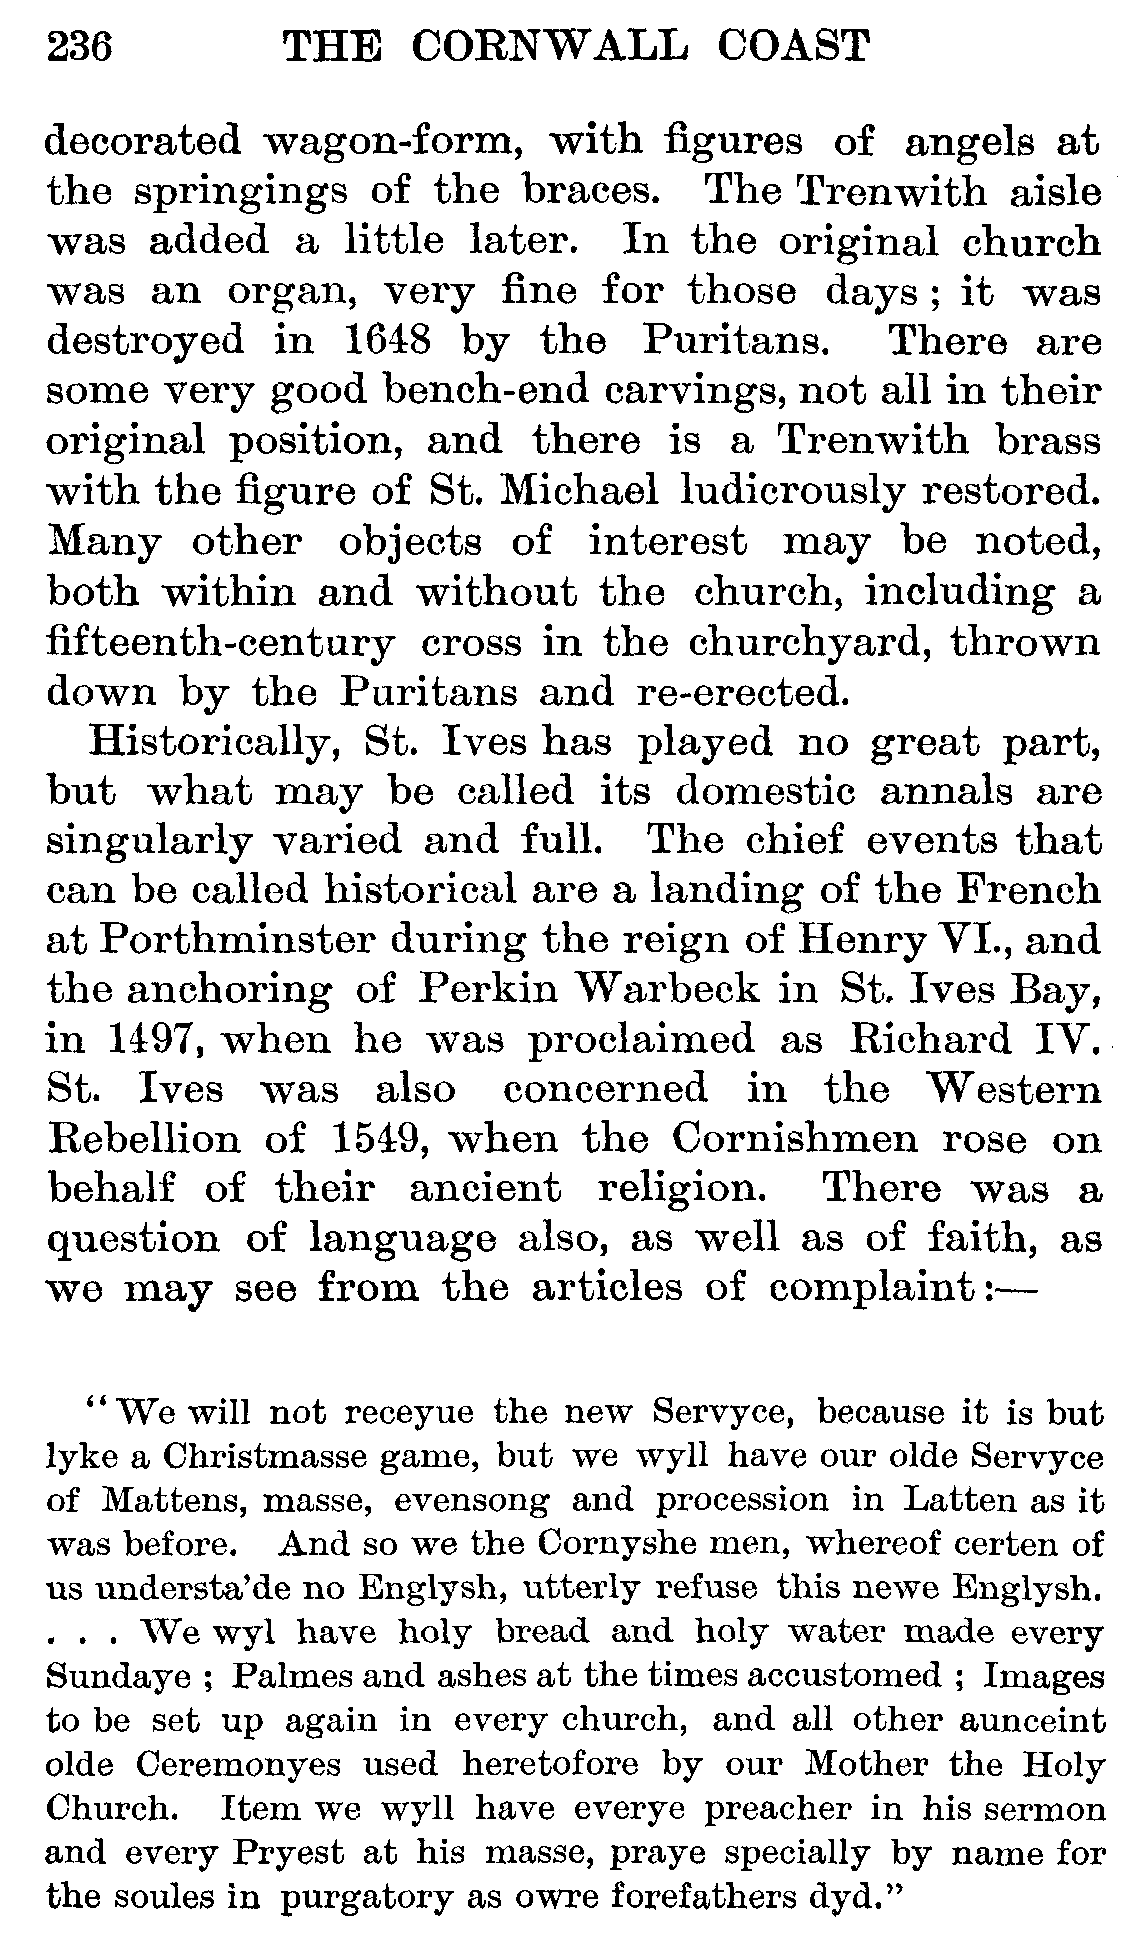 236 THE CORNWALL COAST
decorated wagon-form, with figures of angels at
the springings of the braces. The Trenwith aisle
was added a little later. In the original church
was an organ, very fine for those days; it was
destroyed in 1648 by the Puritans. There are
some very good bench-end carvings, not all in their
original position, and there is a Trenwith brass
with the figure of St. Michael ludicrously restored.
Many other objects of interest may be noted,
both within and without the church, including a
fifteenth-century cross in the churchyard, thrown
down by the Puritans and re-erected.
Historically, St. Ives has played no great part,
but what may be called its domestic annals are
singularly varied and full. The chief events that
can be called historical are a landing of the French
at Porthminster during the reign of Henry VI., and
the anchoring of Perkin Warbeck in St. Ives Bay,
in 1497, when he was proclaimed as Richard IV.
St. Ives was also concerned in the Western
Rebellion of 1549, when the Cornishmen rose on
behalf of their ancient religion. There was a
question of language also, as well as of faith, as
we may see from the articles of complaint:—
“We will not receyue the new Servyce, because it is but
lyke a Christmasse game, but we wyll have our olde Servyce
of Mattens, masse, evensong and procession in Latten as it
was before. And so we the Cornyshe men, whereof certen of
us understa’de no Englysh, utterly refuse this newe Englysh.
. . . We wyl have holy bread and holy water made every
Sundaye; Palmes and ashes at the times accustomed; Images
to be set up again in every church, and all other aunceint
olde Ceremonyes used heretofore by our Mother the Holy
Church. Item we wyll have everye preacher in his sermon
and every Pryest at his masse, praye specially by name for
the soules in purgatory as owre forefathers dyd.”